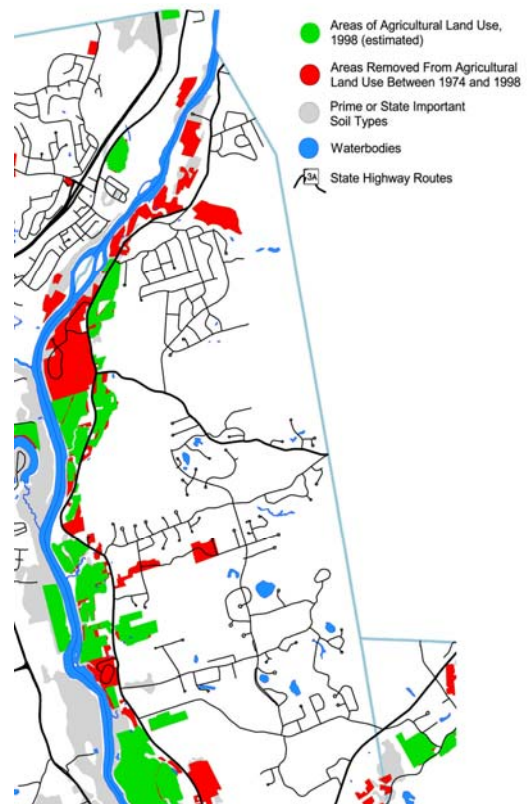 Areas of Agricultural Land Use,
1998 (estimated)
Areas Removed From Agricultural
Land Use Between 1974 and 1998
Prime or State Important
Soil Types
Waterbodies
3A
State Highway Routes